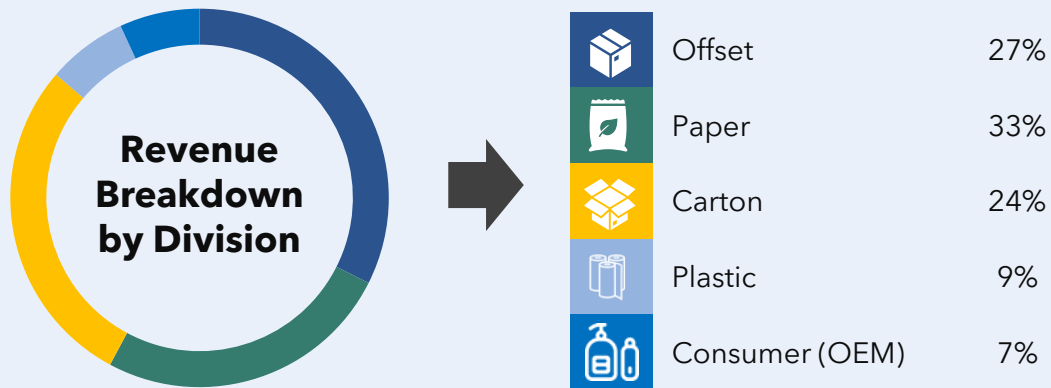 Revenue
Breakdown
by Division
Offset 27%
Paper 33%
Carton 24%
Plastic 9%
Consumer (OEM) 7%